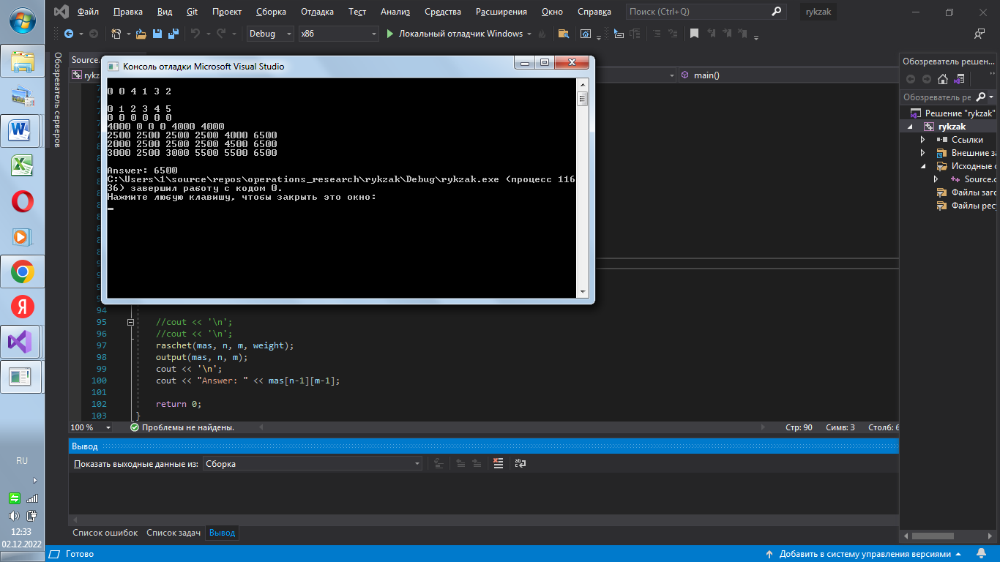 Файл Правка Вид Git Проект Сборка Отладка Тест Анализ Средства Расширения Окно Справка Поиск (Ctrl+Q) rykzak
Debug x86 Локальный отладчик Windows
Обозреватель серверов
Source.
rykz main()
Консоль отладки Microsoft Visual Studio
0 0 4 1 3 2
0 1 2 3 4 5
0 0 0 0 0 0
4000 0 0 0 4000 4000
2500 2500 2500 2500 4000 6500
2000 2500 2500 2500 4500 6500
3000 2500 3000 5500 5500 6500
Answer: 6500
C:\Users\1\source\repos\operations_research\rykzak\Debug\rykzak.exe (процесс 116
36) завершил работу с кодом 0.
Нажмите любую клавишу, чтобы закрыть это окно:
94
95 //cout << '\n';
96 //cout << '\n';
97 raschet(mas, n, m, weight);
98 output(mas, n, m);
99 cout << '\n';
100 cout << "Answer: " << mas[n-1][m-1];
101
102 return 0;
103 }
100 % Проблемы не найдены. Стр: 90 Симв: 3 Столб: 6
Вывод
Показать выходные данные из: Сборка
Список ошибок Список задач Вывод
Готово Добавить в систему управления версиями
Обозреватель решен...
Обозреватель ре
Решение "rykzak"
rykzak
Ссылки
Внешние за
Исходные ф
Source.c
Файлы заго
Файлы ресу
RU
12:33
02.12.2022